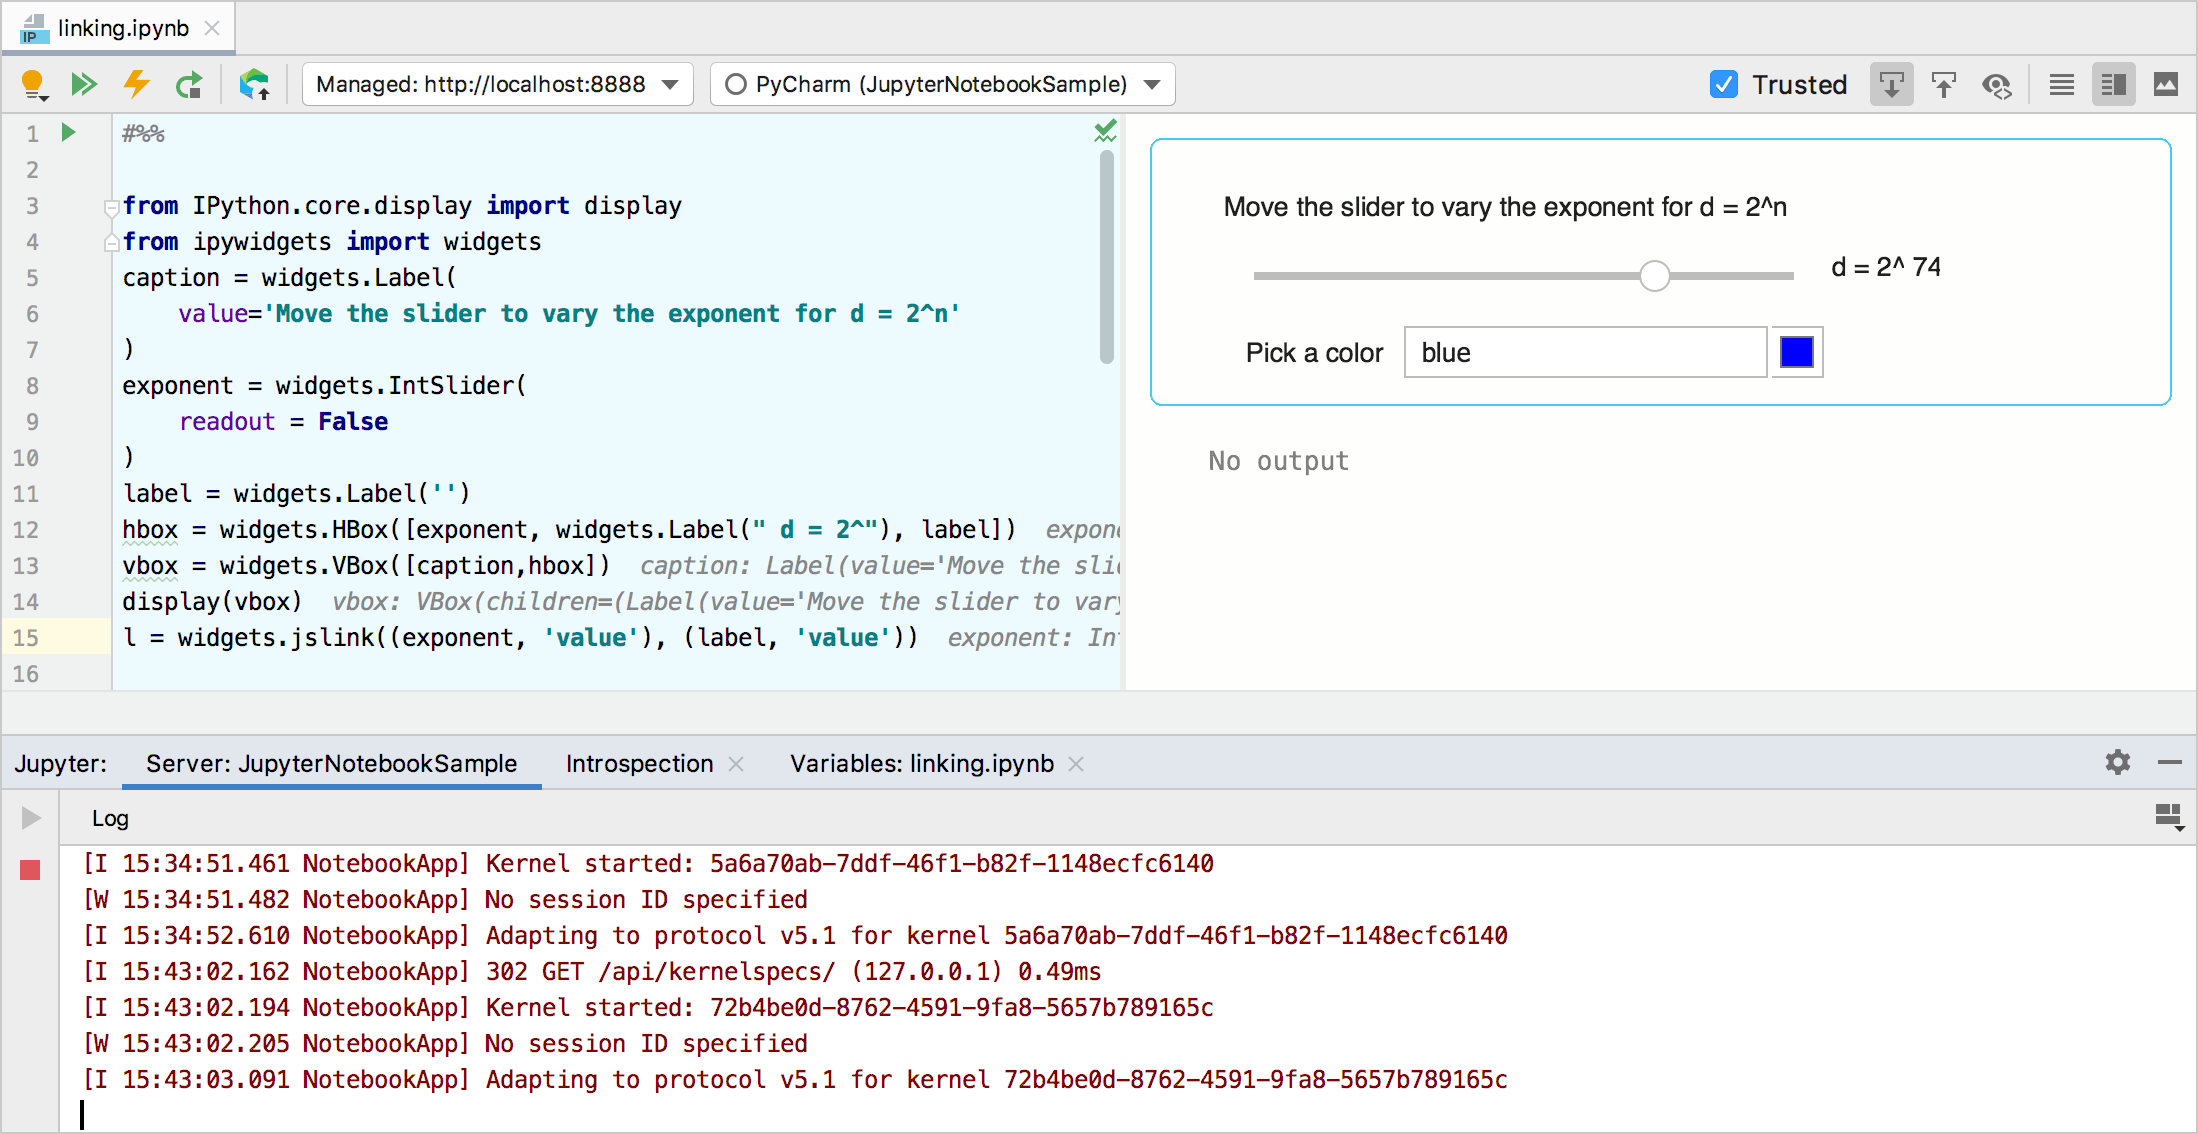 linking.ipynb
IP
Managed: http://localhost:8888
PyCharm (JupyterNotebookSample)
Trusted
1 #%%
2
3 from IPython.core.display import display
4 from ipywidgets import widgets
5 caption = widgets.Label(
6 value='Move the slider to vary the exponent for d = 2^n'
7 )
8 exponent = widgets.IntSlider(
9 readout = False
10 )
11 label = widgets.Label('')
12 hbox = widgets.HBox([exponent, widgets.Label(" d = 2^"), label])
13 vbox = widgets.VBox([caption,hbox]) caption: Label(value='Move the
14 display(vbox) vbox: VBox(children=(Label(value='Move the slider to vary
15 l = widgets.jslink((exponent, 'value'), (label, 'value')) exponent:
16
Move the slider to vary the exponent for d = 2^n
d = 2^ 74
Pick a color blue
No output
Jupyter: Server: JupyterNotebookSample Introspection Variables: linking.ipynb
Log
[I 15:34:51.461 NotebookApp] Kernel started: 5a6a70ab-7ddf-46f1-b82f-1148ecfc6140
[W 15:34:51.482 NotebookApp] No session ID specified
[I 15:34:52.610 NotebookApp] Adapting to protocol v5.1 for kernel 5a6a70ab-7ddf-46f1-b82f-1148ecfc6140
[I 15:43:02.162 NotebookApp] 302 GET /api/kernelspecs/ (127.0.0.1) 0.49ms
[I 15:43:02.194 NotebookApp] Kernel started: 72b4be0d-8762-4591-9fa8-5657b789165c
[W 15:43:02.205 NotebookApp] No session ID specified
[I 15:43:03.091 NotebookApp] Adapting to protocol v5.1 for kernel 72b4be0d-8762-4591-9fa8-5657b789165c